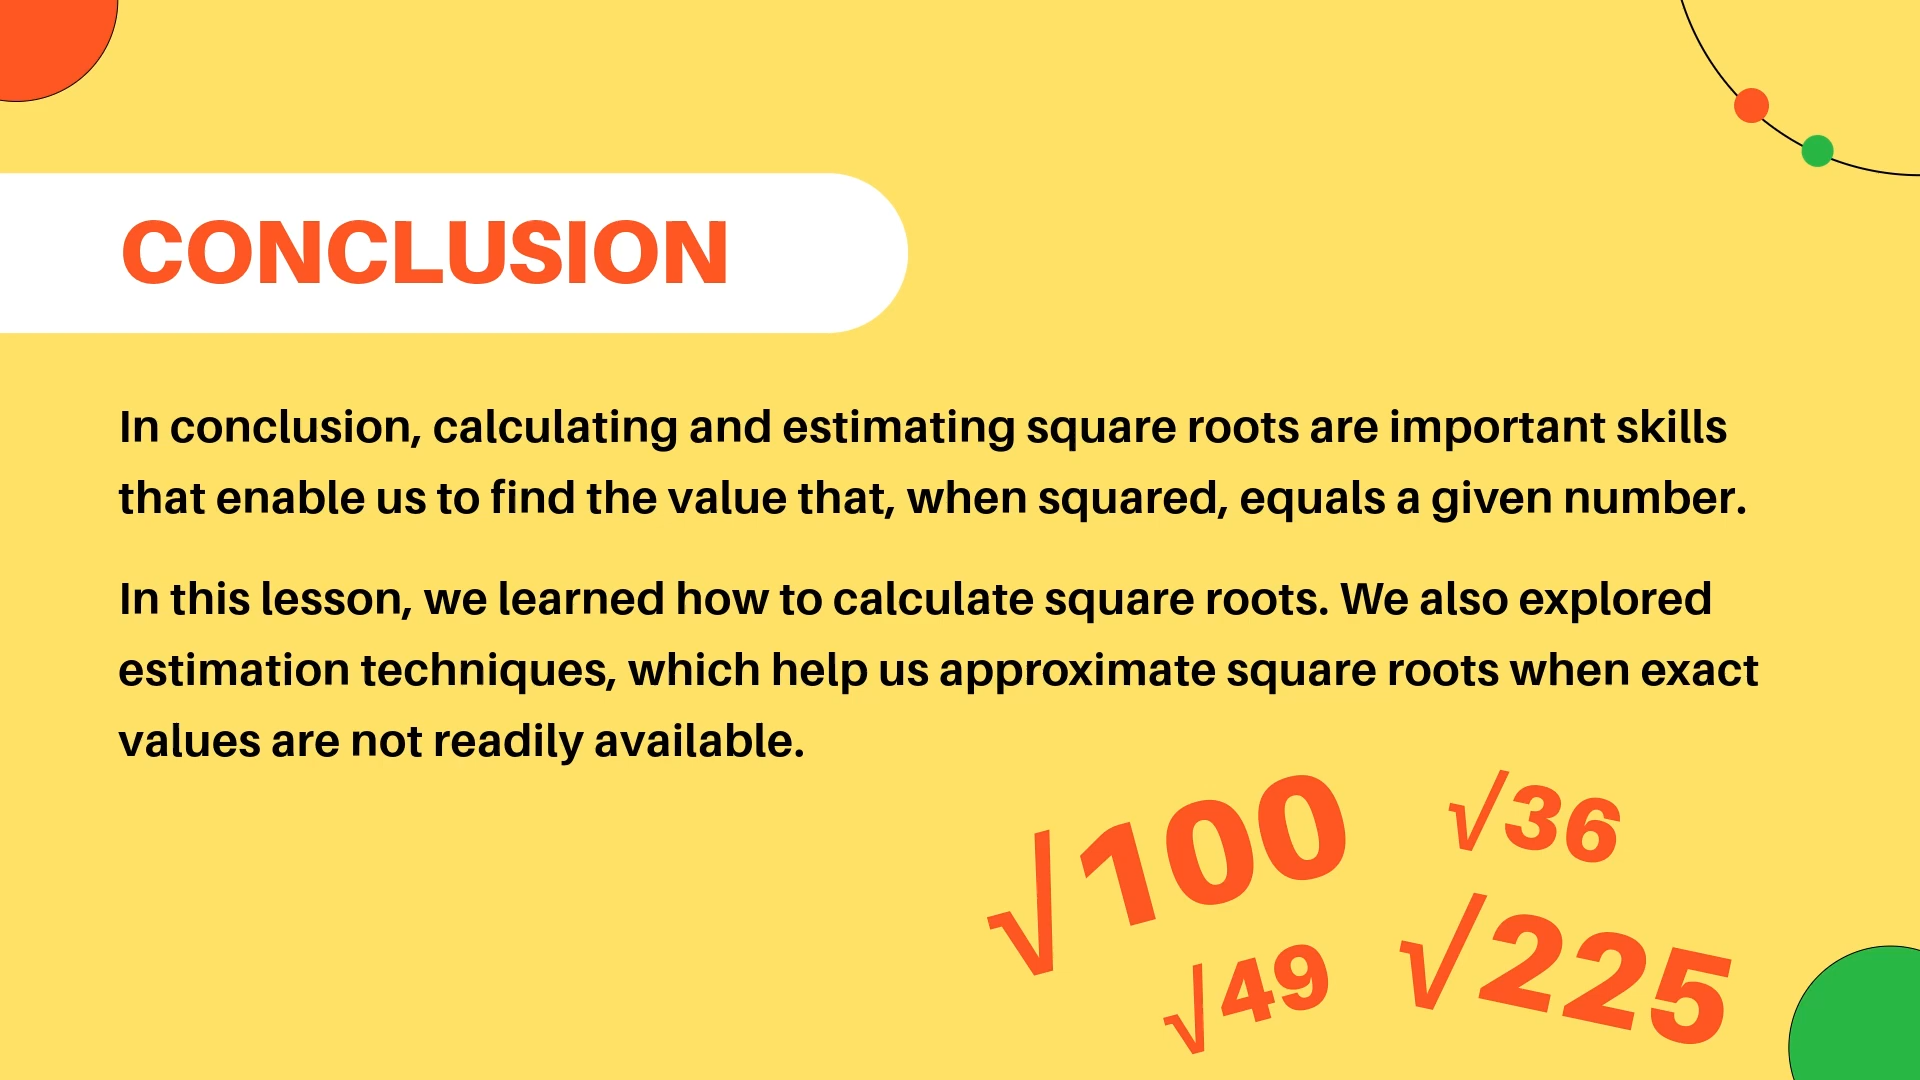 CONCLUSION
In conclusion, calculating and estimating square roots are important skills
that enable us to find the value that, when squared, equals a given number.
In this lesson, we learned how to calculate square roots. We also explored
estimation techniques, which help us approximate square roots when exact
values are not readily available.
√100
√36
√49
√225